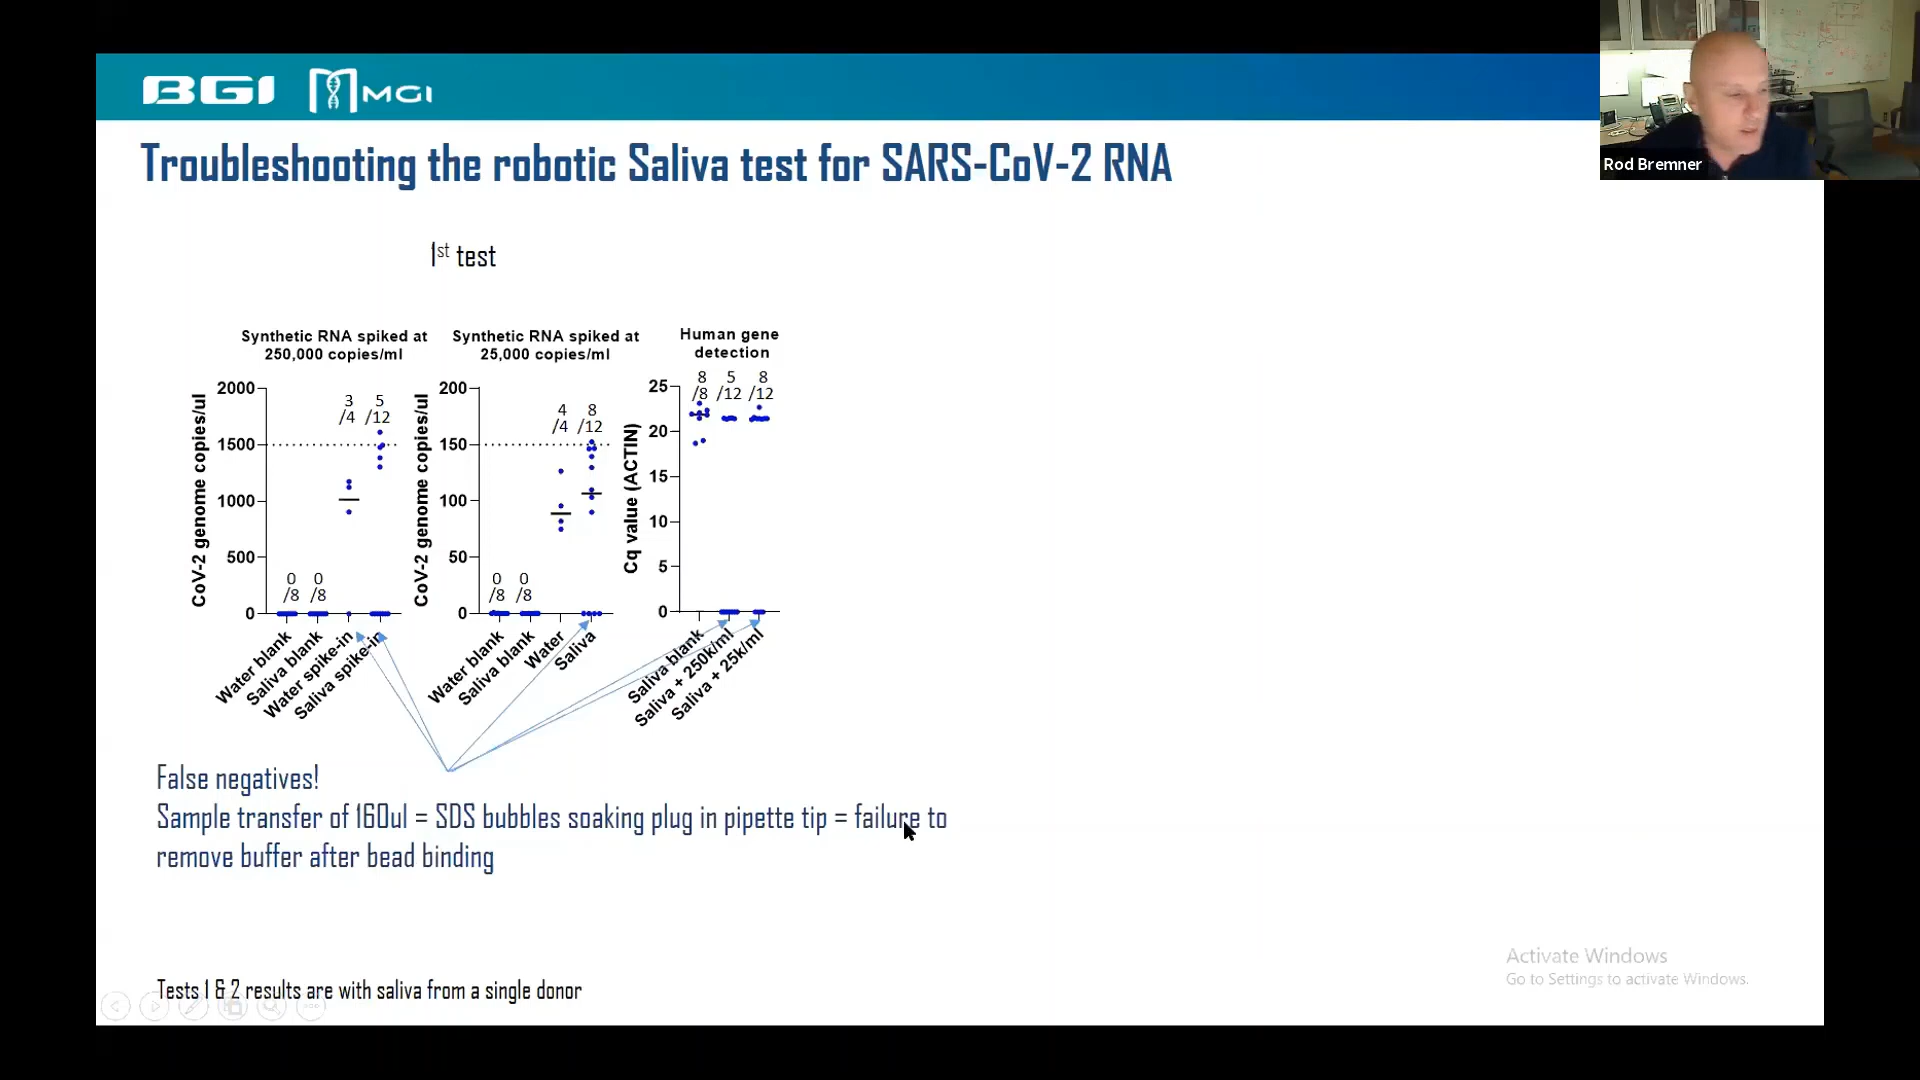 BGI MGI
Rod Bremner
Troubleshooting the robotic Saliva test for SARS-CoV-2 RNA
1st test
Synthetic RNA spiked at
250,000 copies/ml
CoV-2 genome copies/ul
2000
1500
1000
500
0
3
/4
5
/12
0
/8
0
/8
Water blank
Saliva blank
Water spike-in
Saliva spike-in
Synthetic RNA spiked at
25,000 copies/ml
CoV-2 genome copies/ul
200
150
100
50
0
4
/4
8
/12
0
/8
0
/8
Water blank
Saliva blank
Water
Saliva
Human gene
detection
Cq value (ACTIN)
25
20
15
10
5
0
8
/8
5
/12
8
/12
Saliva blank
Saliva + 250k/ml
Saliva + 25k/ml
False negatives!
Sample transfer of 160ul = SDS bubbles soaking plug in pipette tip = failure to
remove buffer after bead binding
Tests 1 & 2 results are with saliva from a single donor
Activate Windows
Go to Settings to activate Windows.